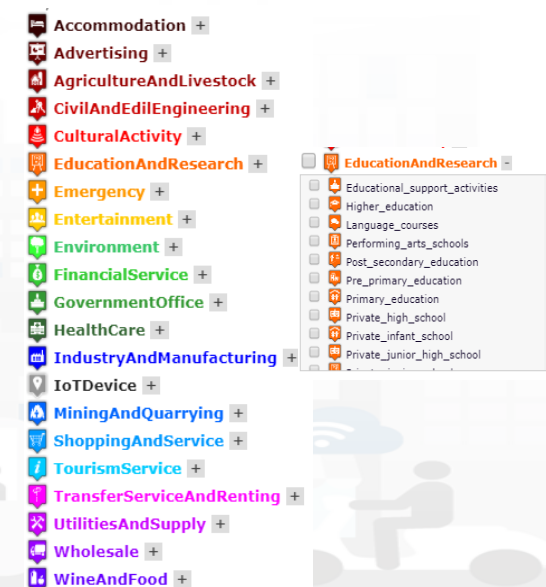 Accommodation +
Advertising +
AgricultureAndLivestock +
CivilAndEdilEngineering +
CulturalActivity +
EducationAndResearch +
Emergency +
Entertainment +
Environment +
FinancialService +
GovernmentOffice +
HealthCare +
IndustryAndManufacturing +
IoTDevice +
MiningAndQuarrying +
ShoppingAndService +
TourismService +
TransferServiceAndRenting +
UtilitiesAndSupply +
Wholesale +
WineAndFood +
EducationAndResearch -
Educational_support_activities
Higher_education
Language_courses
Performing_arts_schools
Post_secondary_education
Pre_primary_education
Primary_education
Private_high_school
Private_infant_school
Private_junior_high_school